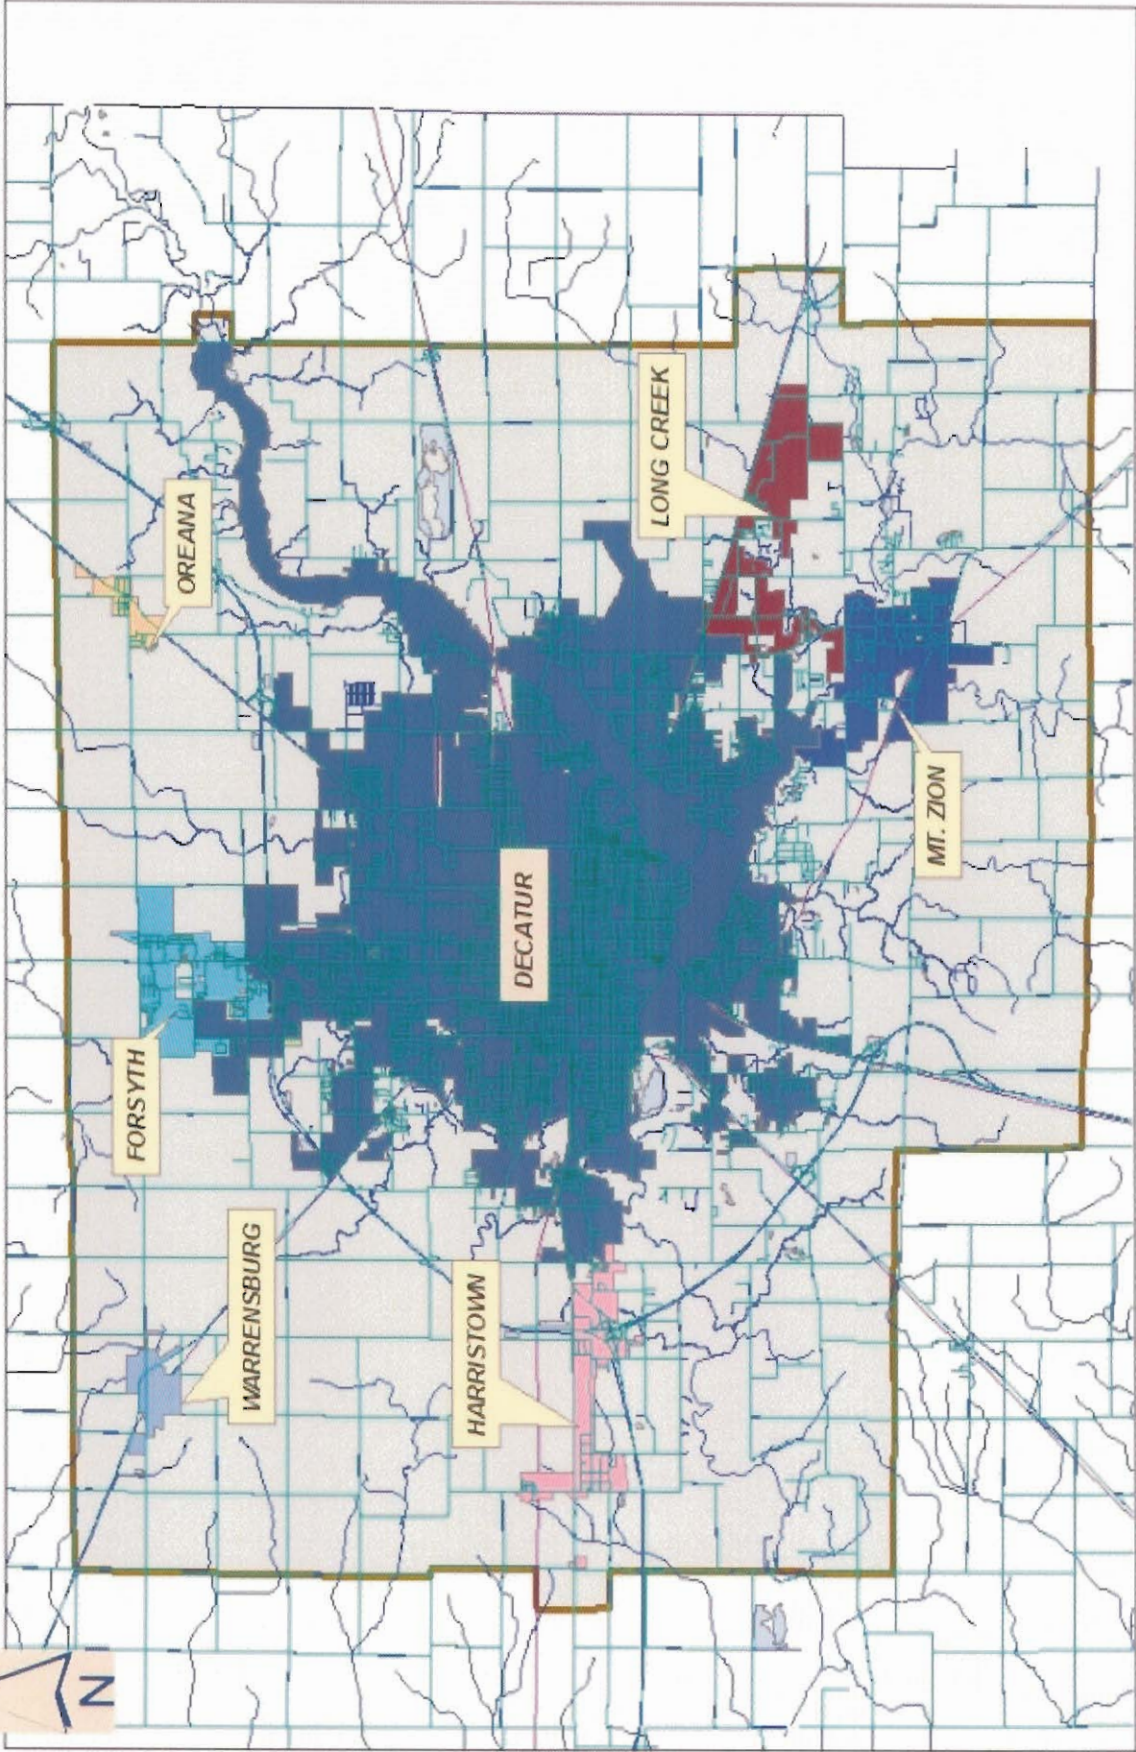 N
FORSYTH
OREANA
WARRENSBURG
HARRISTOWN
DECATUR
LONG CREEK
MT. ZION